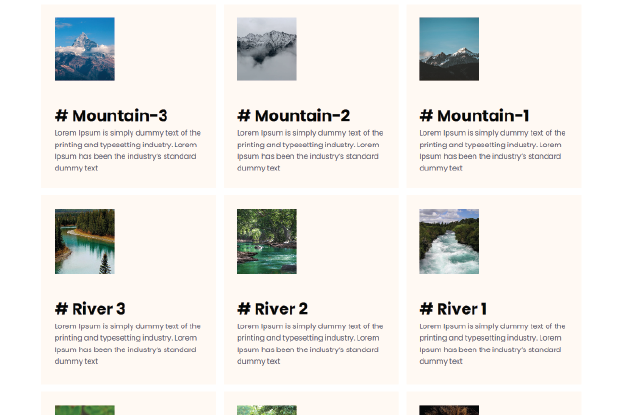 # Mountain-3
Lorem Ipsum is simply dummy text of the
printing and typesetting industry. Lorem
Ipsum has been the industry's standard
dummy text
# Mountain-2
Lorem Ipsum is simply dummy text of the
printing and typesetting industry. Lorem
Ipsum has been the industry's standard
dummy text
# Mountain-1
Lorem Ipsum is simply dummy text of the
printing and typesetting industry. Lorem
Ipsum has been the industry's standard
dummy text
# River 3
Lorem Ipsum is simply dummy text of the
printing and typesetting industry. Lorem
Ipsum has been the industry's standard
dummy text
# River 2
Lorem Ipsum is simply dummy text of the
printing and typesetting industry. Lorem
Ipsum has been the industry's standard
dummy text
# River 1
Lorem Ipsum is simply dummy text of the
printing and typesetting industry. Lorem
Ipsum has been the industry's standard
dummy text